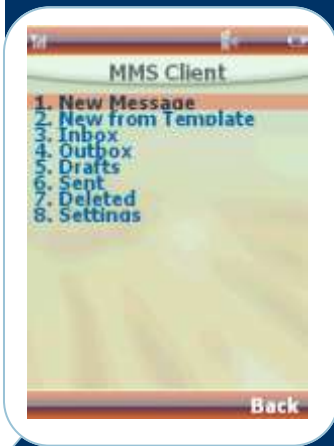 MMS Client
1. New Message
2. New from Template
3. Inbox
4. Outbox
5. Drafts
6. Sent
7. Deleted
8. Settings
Back